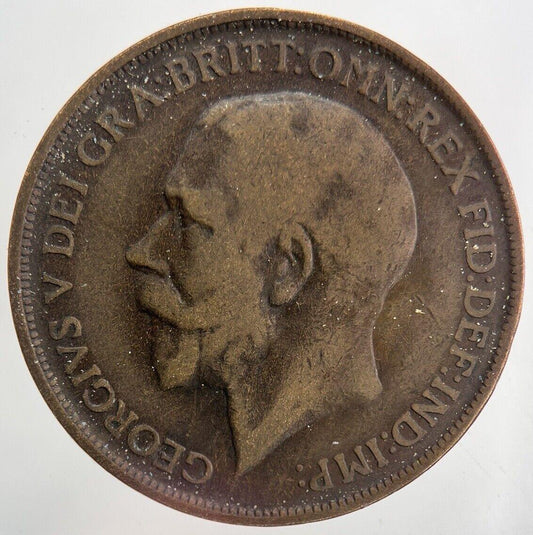 GEORGIVS V DEI GRA:BRITT:OMN:REX FID:DEF:IND:IMP: